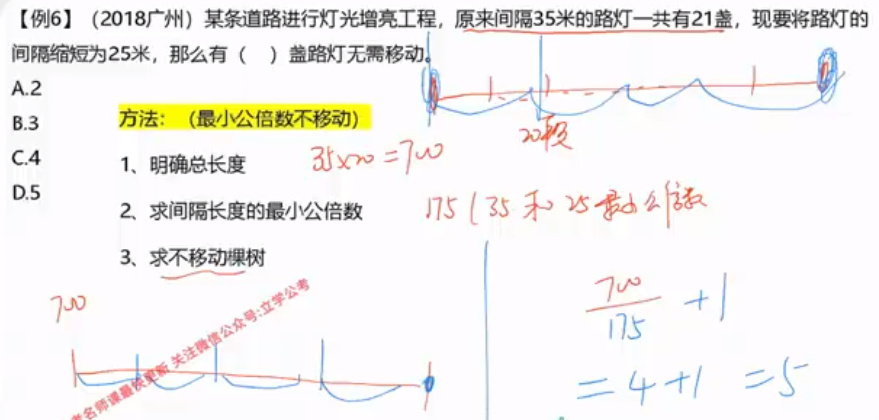 【例6】（2018广州）某条道路进行灯光增亮工程，原来间隔35米的路灯一共有21盏，现要将路灯的
间隔缩短为25米，那么有（　）盏路灯无需移动。
A.2
B.3
C.4
D.5
方法：（最小公倍数不移动）
20段
1、明确总长度
35×20=700
2、求间隔长度的最小公倍数
175（35和25最小公倍数
3、求不移动棵树
700
700/175 + 1
= 4+1 = 5
考名师课最快更新 关注微信公众号:立学公考